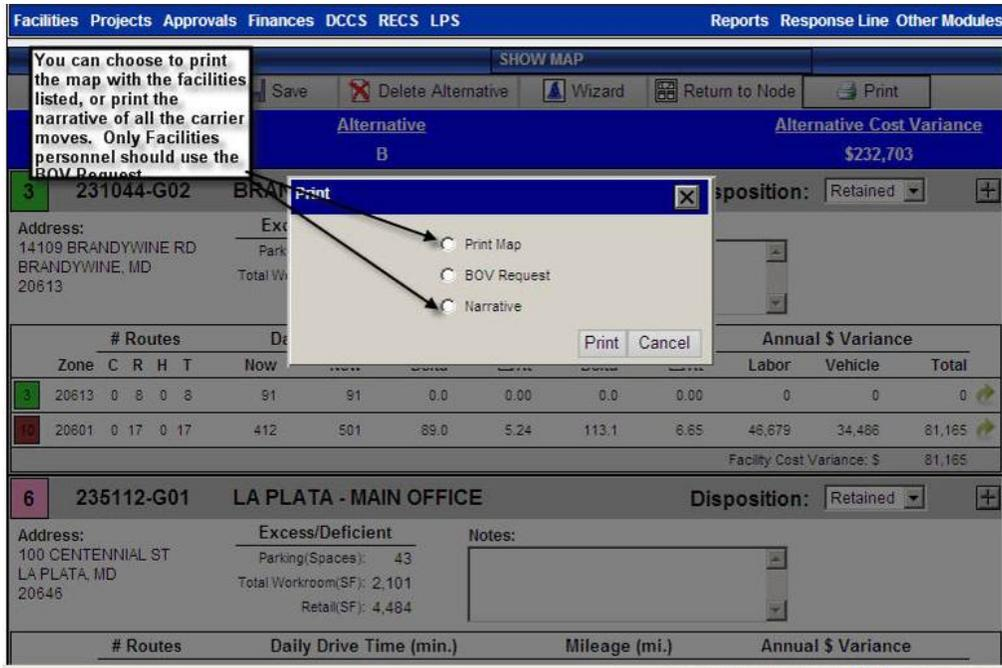 Facilities Projects Approvals Finances DCCS RECS LPS Reports Response Line Other Modules
SHOW MAP
You can choose to print
the map with the facilities
listed, or print the
narrative of all the carrier
moves. Only Facilities
personnel should use the
BOV Request
Save Delete Alternative Wizard Return to Node Print
Alternative Alternative Cost Variance
B $232,703
3 231044-G02 BRAN Disposition: Retained
Print
Print Map
BOV Request
Narrative
Print Cancel
Address:
14109 BRANDYWINE RD
BRANDYWINE, MD
20613
# Routes Annual $ Variance
Zone C R H T Now Labor Vehicle Total
3 20613 0 8 0 8 91 91 0.0 0.00 0.0 0.00 0 0 0
10 20601 0 17 0 17 412 501 89.0 5.24 113.1 6.65 46,679 34,486 81,165
Facility Cost Variance: $ 81,165
6 235112-G01 LA PLATA - MAIN OFFICE Disposition: Retained
Address:
100 CENTENNIAL ST
LA PLATA, MD
20646
Excess/Deficient
Parking(Spaces): 43
Total Workroom(SF): 2,101
Retail(SF): 4,484
Notes:
# Routes Daily Drive Time (min.) Mileage (mi.) Annual $ Variance